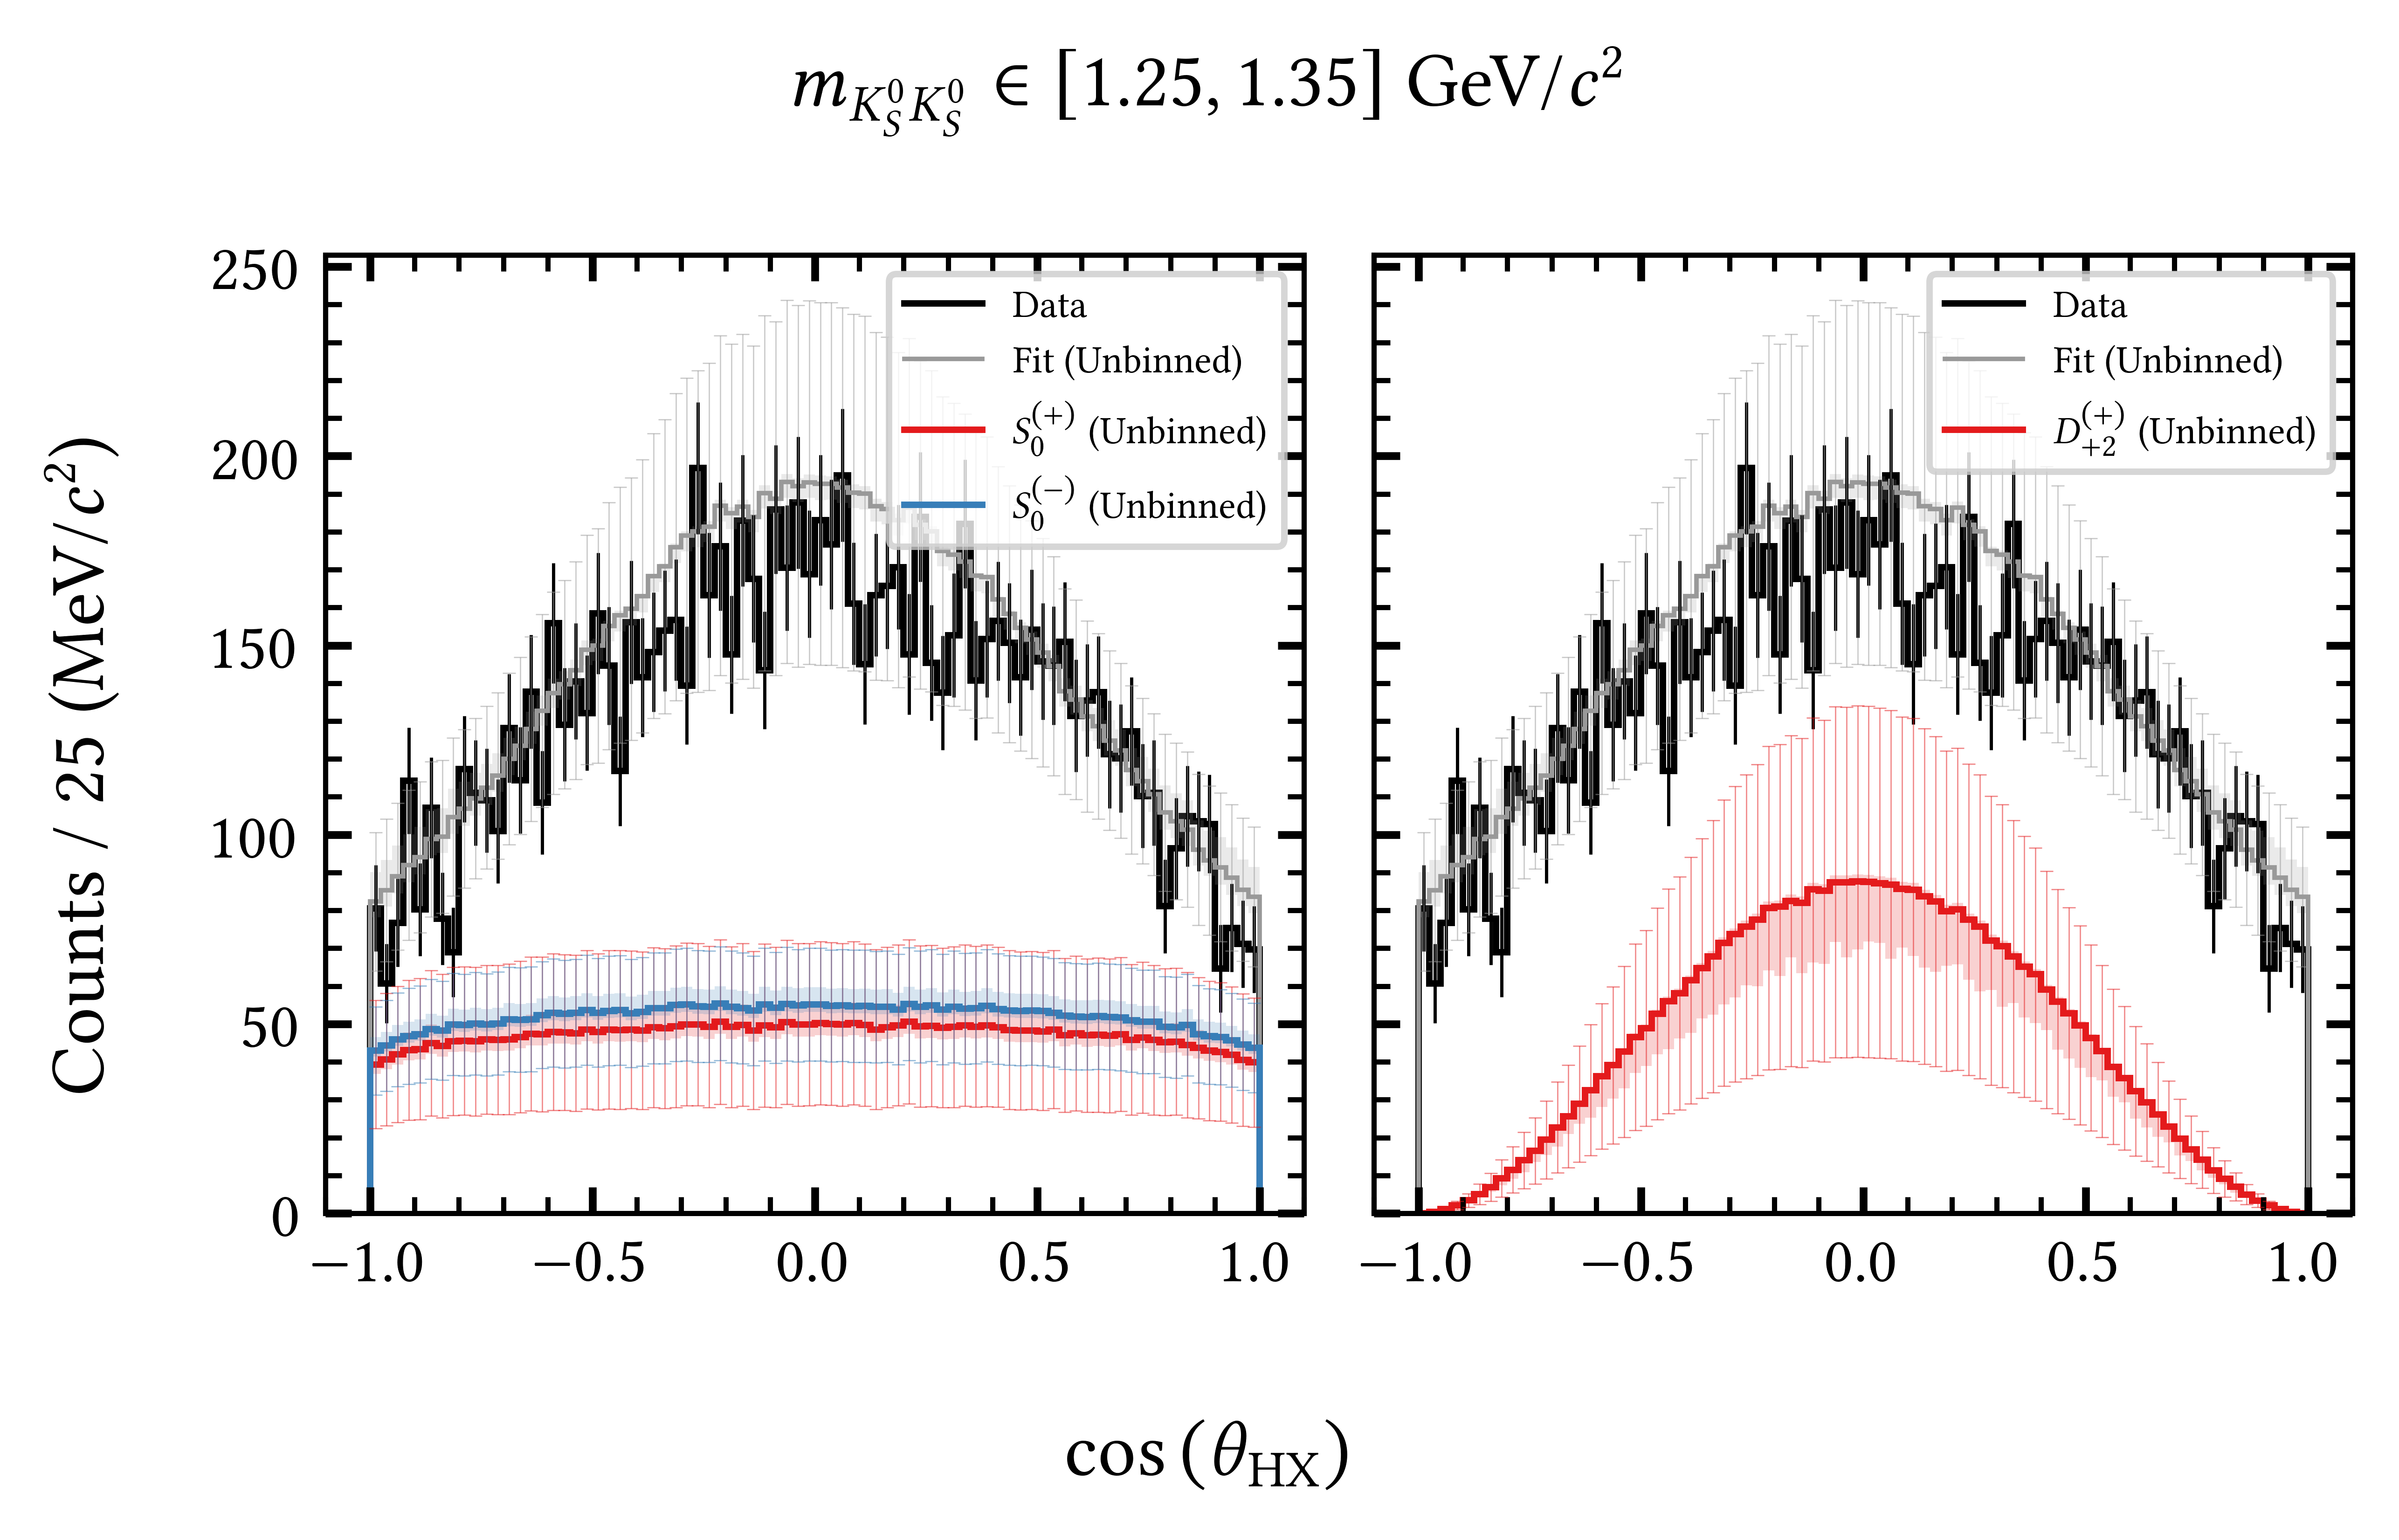 m_{K_S^0 K_S^0} ∈ [1.25, 1.35] GeV/c²
Counts / 25 (MeV/c²)
250
200
150
100
50
0
Data
Fit (Unbinned)
S_0^{(+)} (Unbinned)
S_0^{(−)} (Unbinned)
−1.0 −0.5 0.0 0.5 1.0
Data
Fit (Unbinned)
D_{+2}^{(+)} (Unbinned)
−1.0 −0.5 0.0 0.5 1.0
cos (θ_{HX})